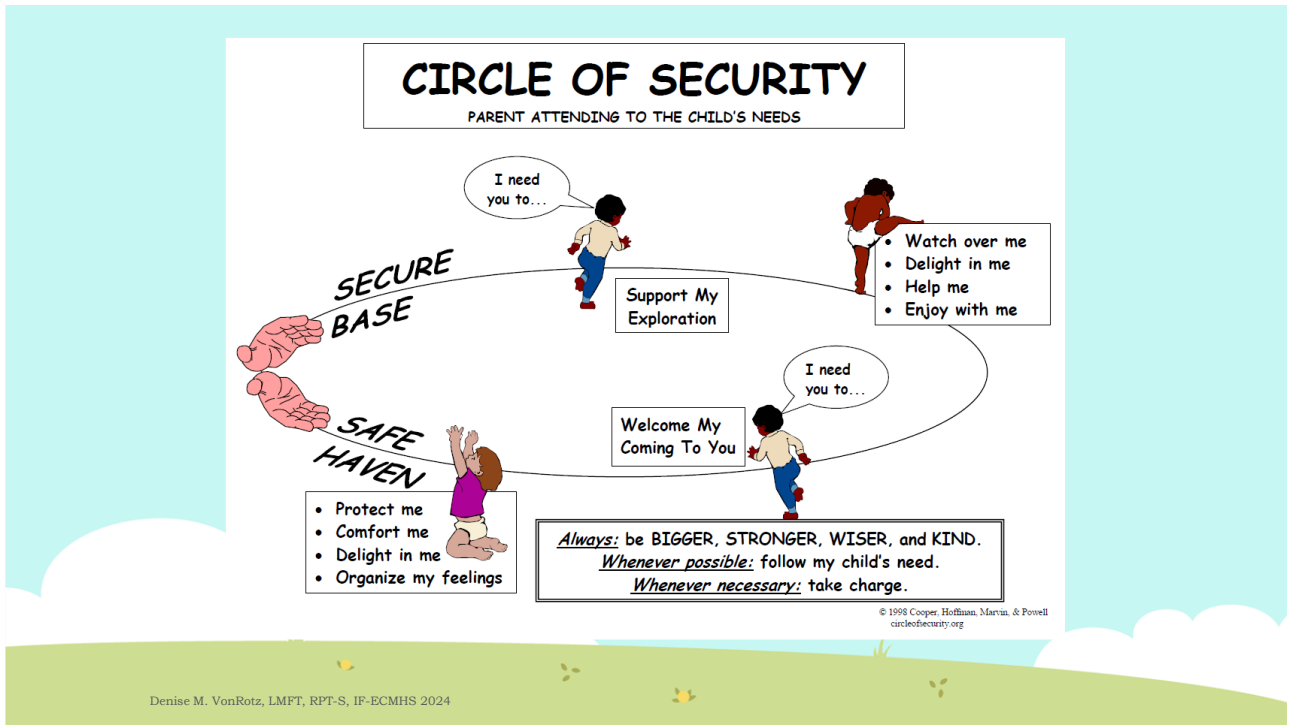 CIRCLE OF SECURITY
PARENT ATTENDING TO THE CHILD'S NEEDS
I need
you to...
SECURE
BASE
Support My
Exploration
• Watch over me
• Delight in me
• Help me
• Enjoy with me
I need
you to...
Welcome My
Coming To You
SAFE
HAVEN
• Protect me
• Comfort me
• Delight in me
• Organize my feelings
Always: be BIGGER, STRONGER, WISER, and KIND.
Whenever possible: follow my child's need.
Whenever necessary: take charge.
© 1998 Cooper, Hoffman, Marvin, & Powell
circleofsecurity.org
Denise M. VonRotz, LMFT, RPT-S, IF-ECMHS 2024